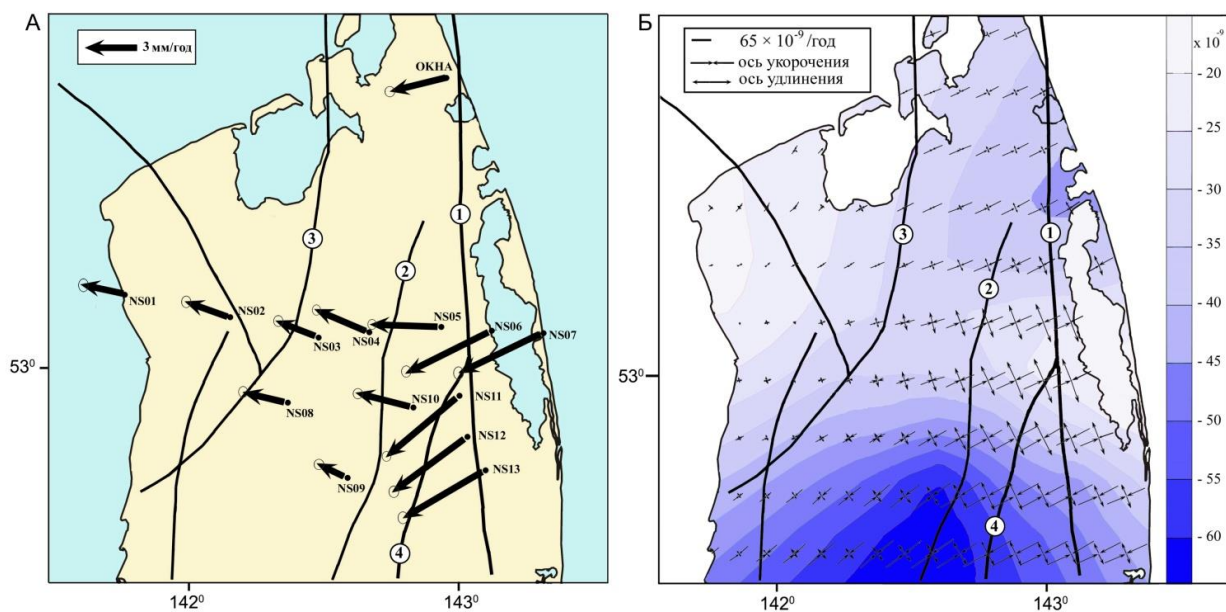 А
3 мм/год
ОКНА
1
3
2
NS01
NS02
NS03
NS04
NS05
NS06
NS07
53⁰
NS08
NS10
NS11
NS12
NS13
NS09
4
142⁰
143⁰
Б
65 × 10⁻⁹/год
ось укорочения
ось удлинения
x 10⁻⁹
-20
-25
-30
-35
-40
-45
-50
-55
-60
3
1
2
53⁰
4
142⁰
143⁰